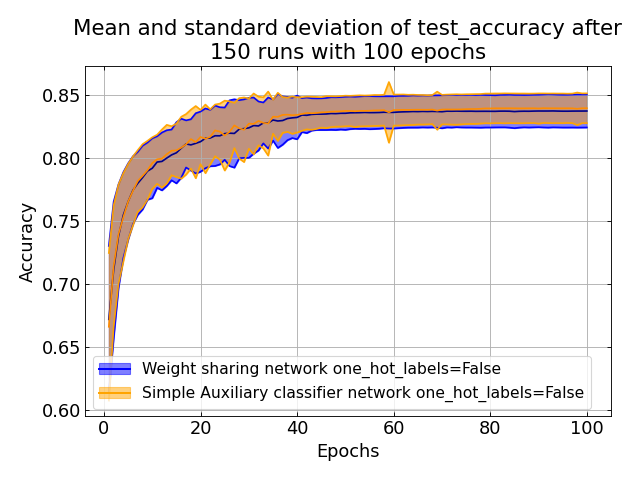 Mean and standard deviation of test_accuracy after
150 runs with 100 epochs
0.85
0.80
0.75
0.70
0.65
0.60
Accuracy
Weight sharing network one_hot_labels=False
Simple Auxiliary classifier network one_hot_labels=False
0 20 40 60 80 100
Epochs